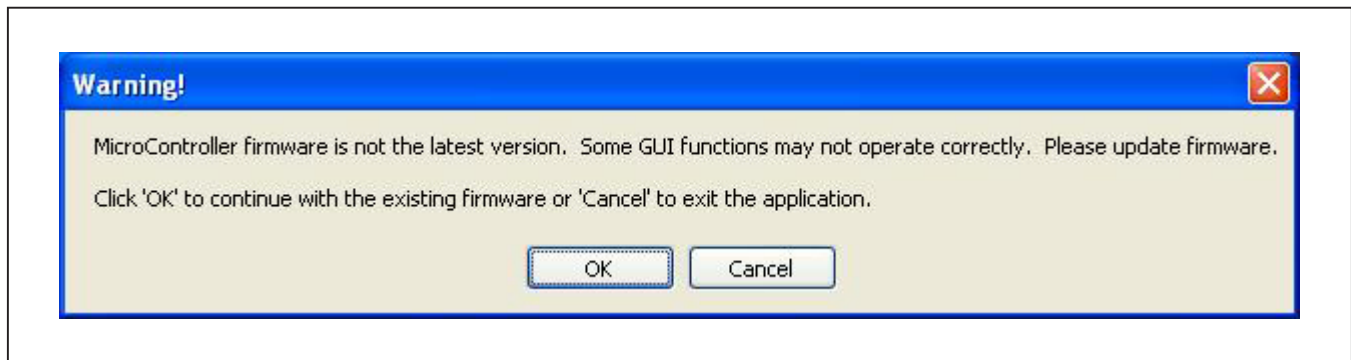 Warning!
MicroController firmware is not the latest version.  Some GUI functions may not operate correctly.  Please update firmware.
Click 'OK' to continue with the existing firmware or 'Cancel' to exit the application.
OK
Cancel